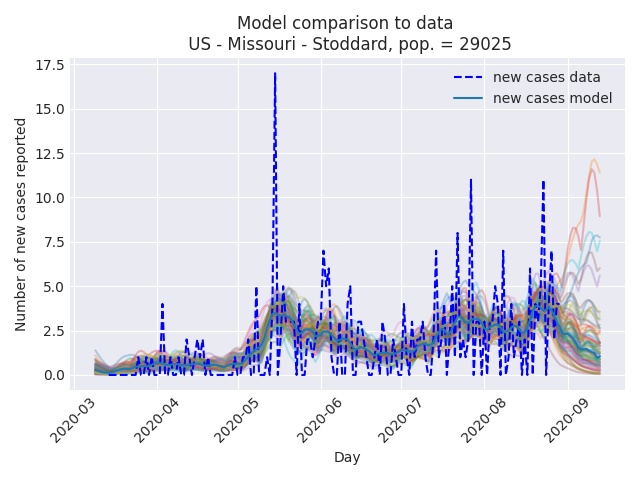 Model comparison to data
US - Missouri - Stoddard, pop. = 29025
17.5
15.0
12.5
10.0
7.5
5.0
2.5
0.0
Number of new cases reported
new cases data
new cases model
2020-03
2020-04
2020-05
2020-06
2020-07
2020-08
2020-09
Day